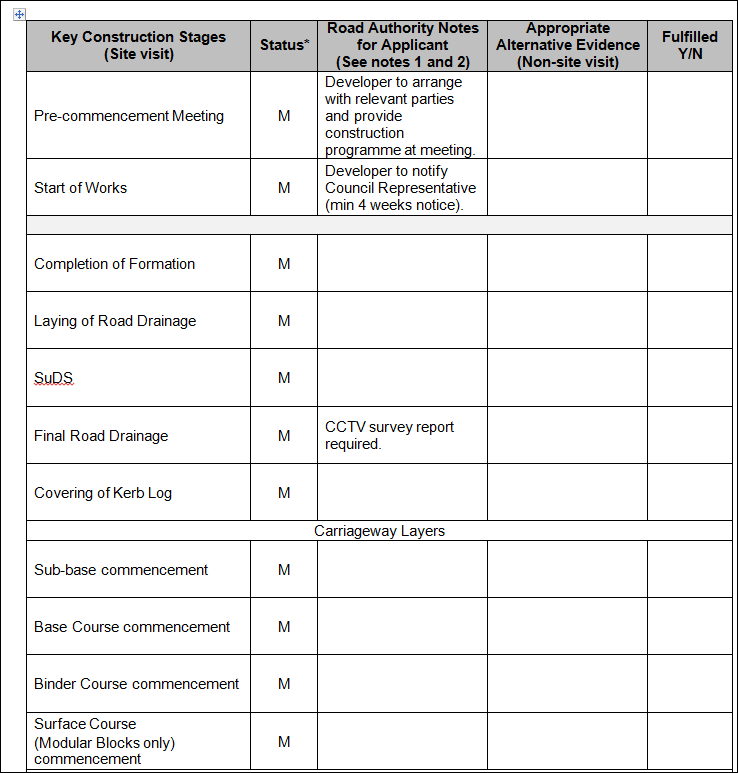 Key Construction Stages
(Site visit)
Status*
Road Authority Notes
for Applicant
(See notes 1 and 2)
Appropriate
Alternative Evidence
(Non-site visit)
Fulfilled
Y/N
Pre-commencement Meeting
M
Developer to arrange
with relevant parties
and provide
construction
programme at meeting.
Start of Works
M
Developer to notify
Council Representative
(min 4 weeks notice).
Completion of Formation
M
Laying of Road Drainage
M
SuDS
M
Final Road Drainage
M
CCTV survey report
required.
Covering of Kerb Log
M
Carriageway Layers
Sub-base commencement
M
Base Course commencement
M
Binder Course commencement
M
Surface Course
(Modular Blocks only)
commencement
M